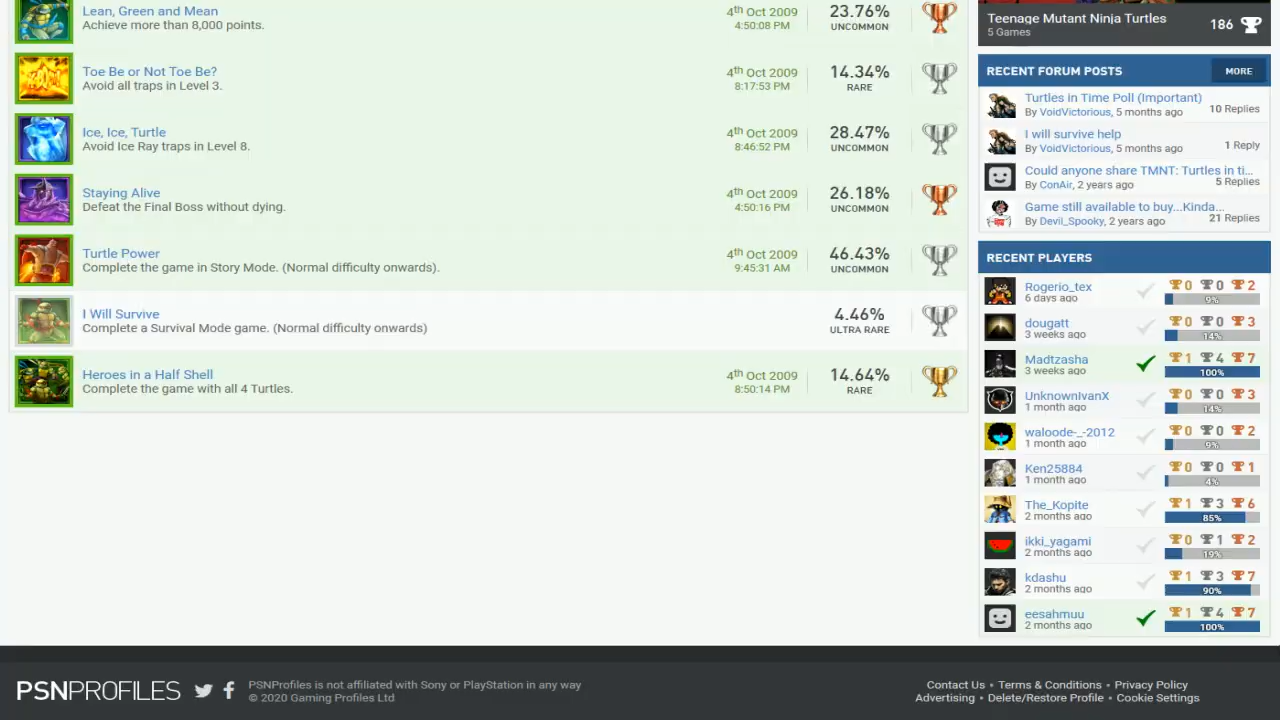 Lean, Green and Mean
Achieve more than 8,000 points.
4th Oct 2009
4:50:08 PM
23.76%
UNCOMMON
Toe Be or Not Toe Be?
Avoid all traps in Level 3.
4th Oct 2009
8:17:53 PM
14.34%
RARE
Ice, Ice, Turtle
Avoid Ice Ray traps in Level 8.
4th Oct 2009
8:46:52 PM
28.47%
UNCOMMON
Staying Alive
Defeat the Final Boss without dying.
4th Oct 2009
4:50:16 PM
26.18%
UNCOMMON
Turtle Power
Complete the game in Story Mode. (Normal difficulty onwards).
4th Oct 2009
9:45:31 AM
46.43%
UNCOMMON
I Will Survive
Complete a Survival Mode game. (Normal difficulty onwards)
4.46%
ULTRA RARE
Heroes in a Half Shell
Complete the game with all 4 Turtles.
4th Oct 2009
8:50:14 PM
14.64%
RARE
Teenage Mutant Ninja Turtles
5 Games
186
RECENT FORUM POSTS
MORE
Turtles in Time Poll (Important)
By VoidVictorious, 5 months ago
10 Replies
I will survive help
By VoidVictorious, 5 months ago
1 Reply
Could anyone share TMNT: Turtles in ti...
By ConAir, 2 years ago
5 Replies
Game still available to buy...Kinda...
By Devil_Spooky, 2 years ago
21 Replies
RECENT PLAYERS
Rogerio_tex
6 days ago
0 0 2
9%
dougatt
3 weeks ago
0 0 3
14%
Madtzasha
3 weeks ago
1 4 7
100%
UnknownIvanX
1 month ago
0 0 3
14%
waloode-_-2012
1 month ago
0 0 2
9%
Ken25884
1 month ago
0 0 1
4%
The_Kopite
2 months ago
1 3 6
85%
ikki_yagami
2 months ago
0 1 2
19%
kdashu
2 months ago
1 3 7
90%
eesahmuu
2 months ago
1 4 7
100%
PSNPROFILES
PSNProfiles is not affiliated with Sony or PlayStation in any way
© 2020 Gaming Profiles Ltd
Contact Us • Terms & Conditions • Privacy Policy
Advertising • Delete/Restore Profile • Cookie Settings